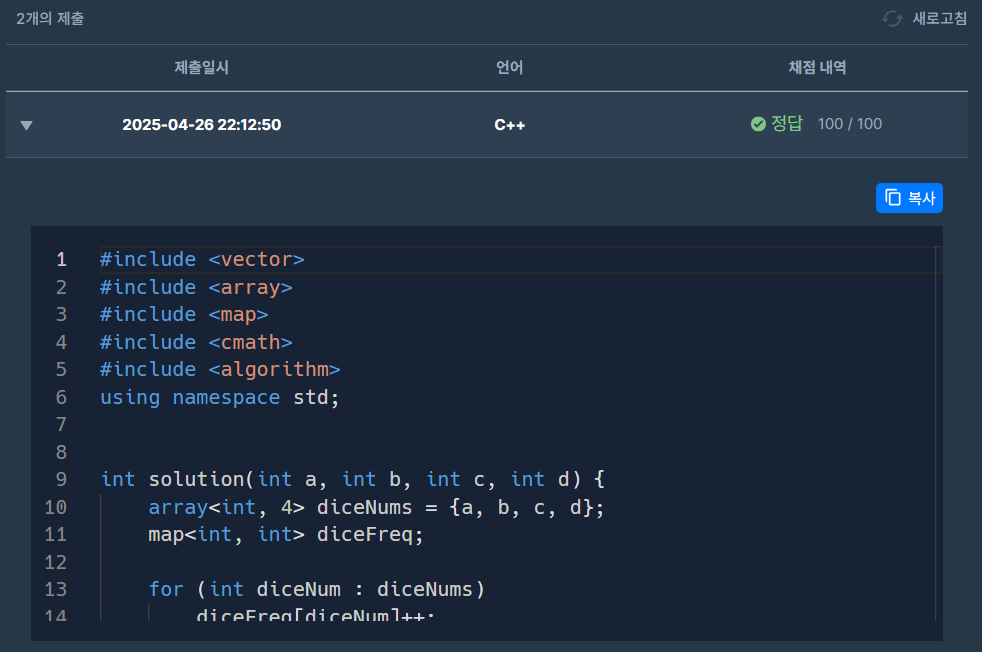 2개의 제출
새로고침
제출일시 언어 채점 내역
2025-04-26 22:12:50 C++ 정답 100 / 100
복사
1 #include <vector>
2 #include <array>
3 #include <map>
4 #include <cmath>
5 #include <algorithm>
6 using namespace std;
7
8
9 int solution(int a, int b, int c, int d) {
10 array<int, 4> diceNums = {a, b, c, d};
11 map<int, int> diceFreq;
12
13 for (int diceNum : diceNums)
14 diceFreq[diceNum]++;